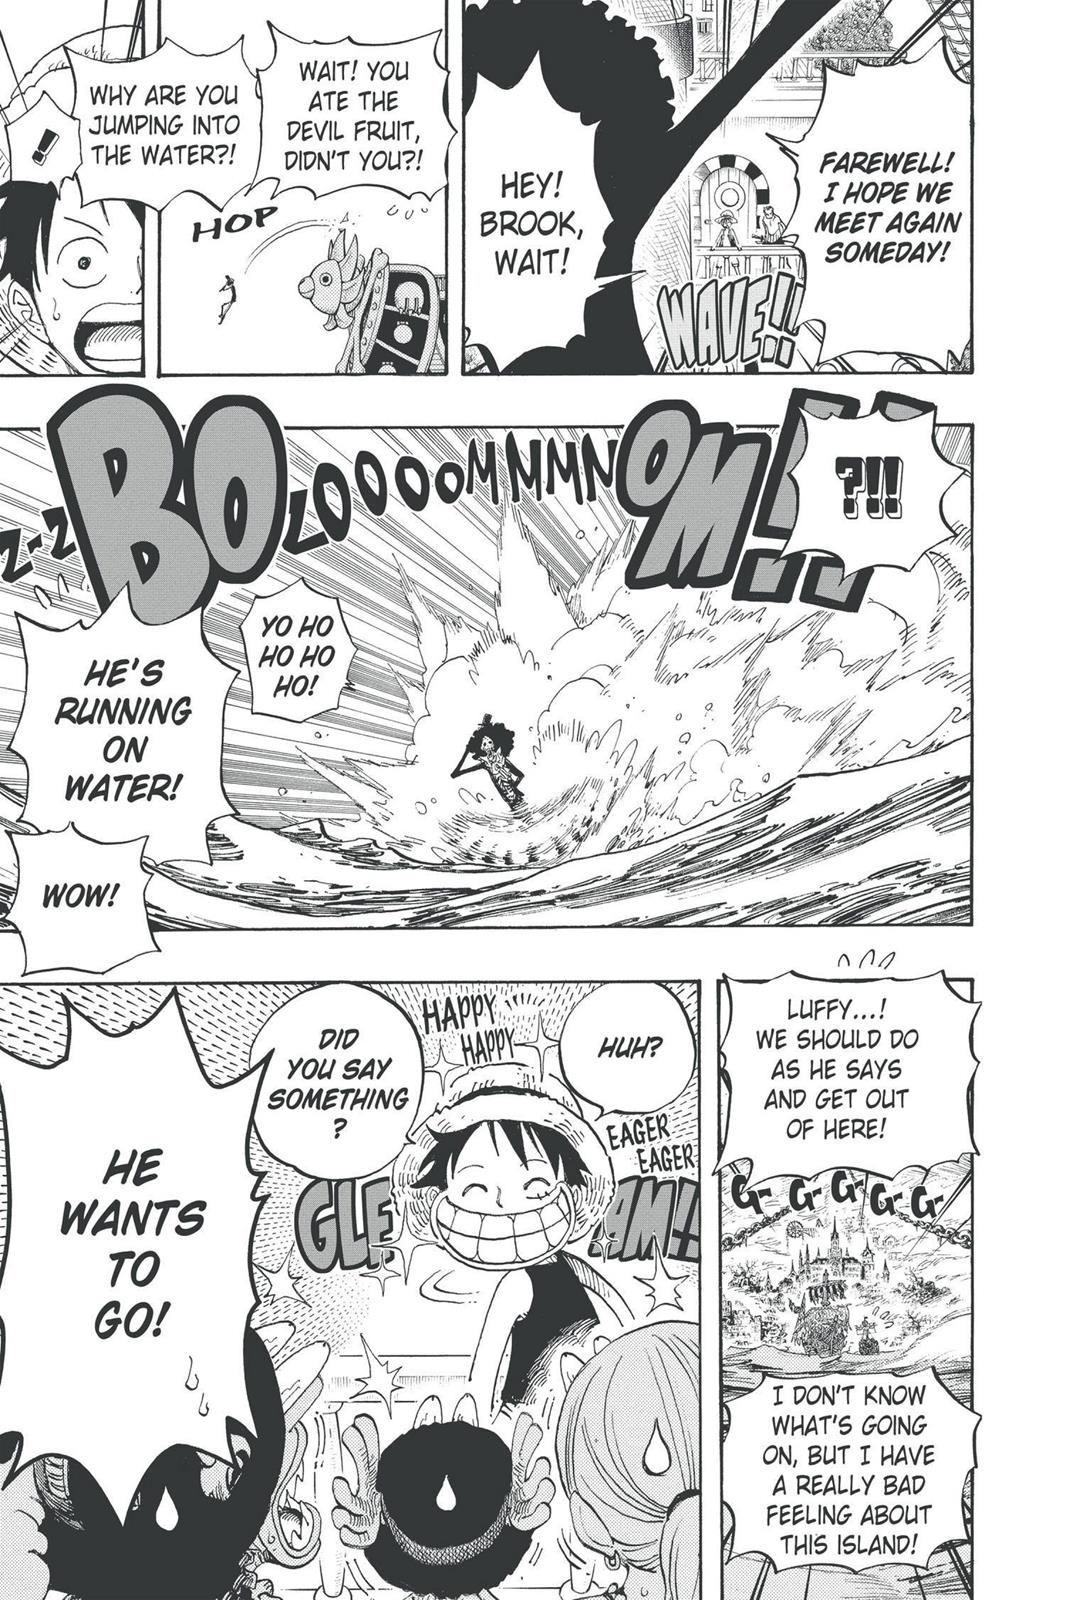 FAREWELL!
I HOPE WE
MEET AGAIN
SOMEDAY!
WAVE!!
HEY!
BROOK,
WAIT!
WAIT! YOU
ATE THE
DEVIL FRUIT,
DIDN'T YOU?!
HOP
WHY ARE YOU
JUMPING INTO
THE WATER?!
!
?!!
Z-Z BOZOOOOMMMNOM!!
YO HO
HO HO
HO!
HE'S
RUNNING
ON
WATER!
WOW!
LUFFY...!
WE SHOULD DO
AS HE SAYS
AND GET OUT
OF HERE!
G- G- G- G- G-
I DON'T KNOW
WHAT'S GOING
ON, BUT I HAVE
A REALLY BAD
FEELING ABOUT
THIS ISLAND!
HUH?
HAPPY
HAPPY
EAGER
EAGER
GLE AM!!
DID
YOU SAY
SOMETHING
?
HE
WANTS
TO
GO!